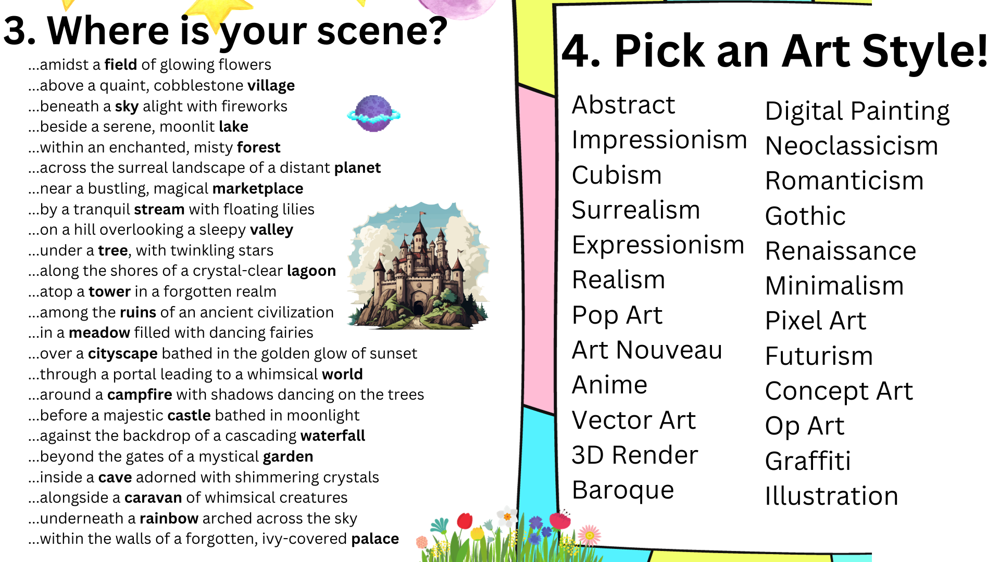 3. Where is your scene?
...amidst a field of glowing flowers
...above a quaint, cobblestone village
...beneath a sky alight with fireworks
...beside a serene, moonlit lake
...within an enchanted, misty forest
...across the surreal landscape of a distant planet
...near a bustling, magical marketplace
...by a tranquil stream with floating lilies
...on a hill overlooking a sleepy valley
...under a tree, with twinkling stars
...along the shores of a crystal-clear lagoon
...atop a tower in a forgotten realm
...among the ruins of an ancient civilization
...in a meadow filled with dancing fairies
...over a cityscape bathed in the golden glow of sunset
...through a portal leading to a whimsical world
...around a campfire with shadows dancing on the trees
...before a majestic castle bathed in moonlight
...against the backdrop of a cascading waterfall
...beyond the gates of a mystical garden
...inside a cave adorned with shimmering crystals
...alongside a caravan of whimsical creatures
...underneath a rainbow arched across the sky
...within the walls of a forgotten, ivy-covered palace
4. Pick an Art Style!
Abstract
Impressionism
Cubism
Surrealism
Expressionism
Realism
Pop Art
Art Nouveau
Anime
Vector Art
3D Render
Baroque
Digital Painting
Neoclassicism
Romanticism
Gothic
Renaissance
Minimalism
Pixel Art
Futurism
Concept Art
Op Art
Graffiti
Illustration